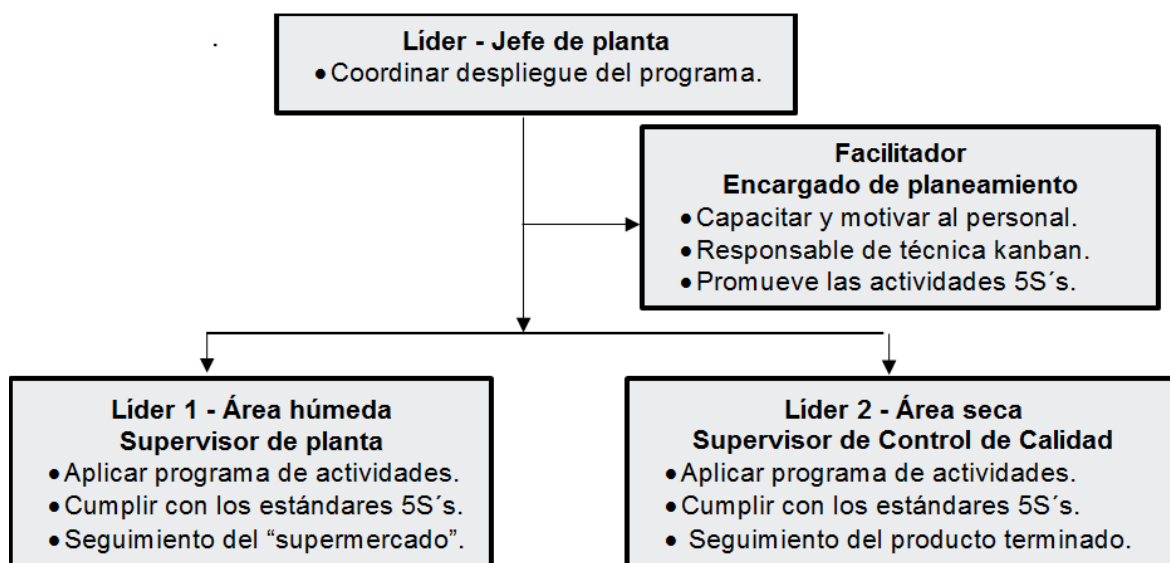 Líder - Jefe de planta
• Coordinar despliegue del programa.
Facilitador
Encargado de planeamiento
• Capacitar y motivar al personal.
• Responsable de técnica kanban.
• Promueve las actividades 5S´s.
Líder 1 - Área húmeda
Supervisor de planta
• Aplicar programa de actividades.
• Cumplir con los estándares 5S´s.
• Seguimiento del “supermercado”.
Líder 2 - Área seca
Supervisor de Control de Calidad
• Aplicar programa de actividades.
• Cumplir con los estándares 5S´s.
• Seguimiento del producto terminado.